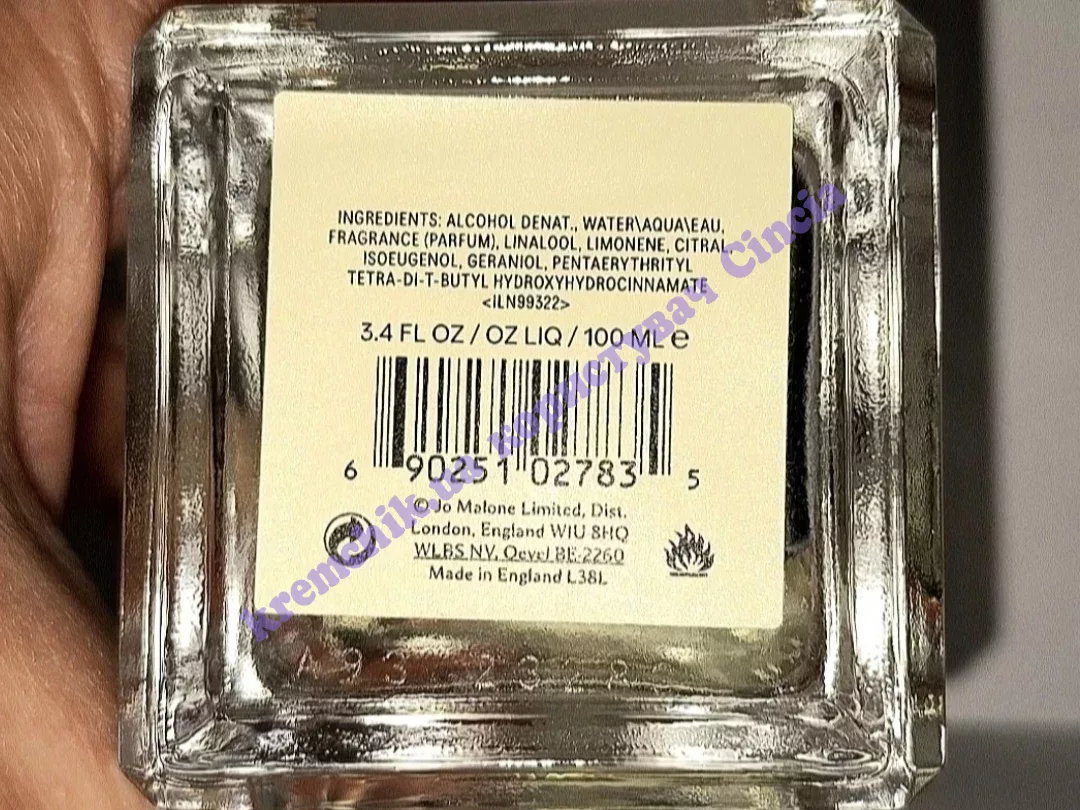 INGREDIENTS: ALCOHOL DENAT., WATER\AQUA\EAU,
FRAGRANCE (PARFUM), LINALOOL, LIMONENE, CITRAL,
ISOEUGENOL, GERANIOL, PENTAERYTHRITYL
TETRA-DI-T-BUTYL HYDROXYHYDROCINNAMATE
<ILN99322>
3.4 FL OZ / OZ LIQ / 100 ML e
6 90251 02783 5
© Jo Malone Limited, Dist.
London, England W1U 8HQ
WLBS NV, Oevel BE-2260
Made in England L38L
kremchik.ua користувач Cincia